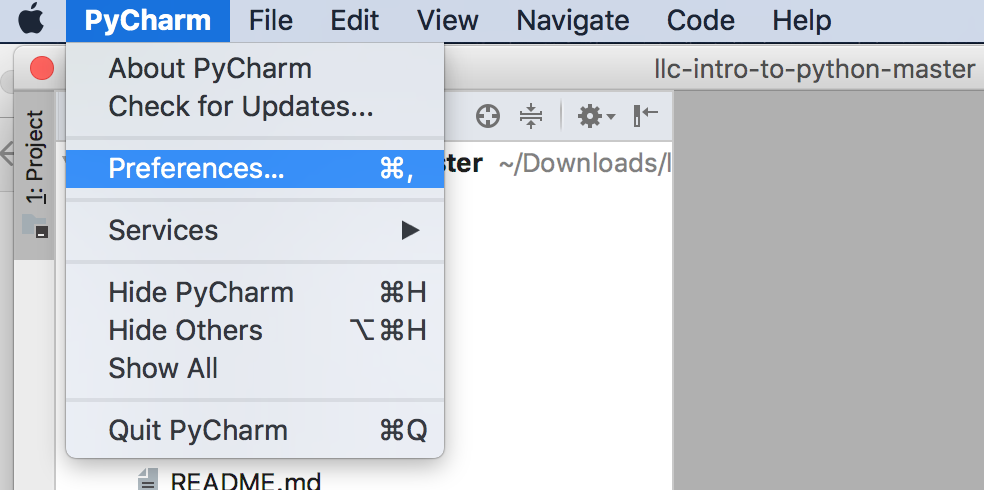 PyCharm File Edit View Navigate Code Help
llc-intro-to-python-master
About PyCharm
Check for Updates...
1: Project
Preferences... ⌘,
ster ~/Downloads/l
Services ▶
Hide PyCharm ⌘H
Hide Others ⌥⌘H
Show All
Quit PyCharm ⌘Q
README.md